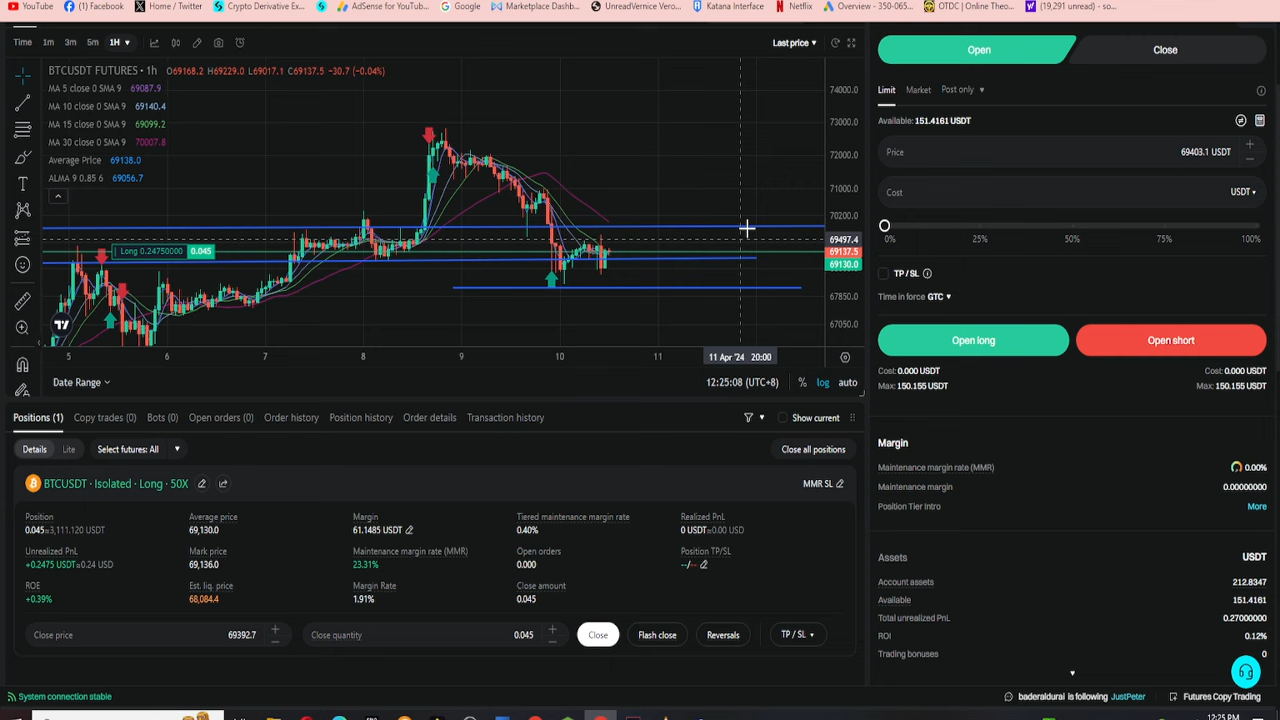 YouTube (1) Facebook Home / Twitter Crypto Derivative Ex... AdSense for YouTub... Google Marketplace Dashb... UnreadVernice Vero... Katana Interface Netflix Overview - 350-065... OTDC | Online Theo... (19,291 unread) - so...
Time 1m 3m 5m 1H Last price
BTCUSDT FUTURES • 1h O69168.2 H69229.0 L69017.1 C69137.5 -30.7 (-0.04%)
MA 5 close 0 SMA 9 69087.9
MA 10 close 0 SMA 9 69140.4
MA 15 close 0 SMA 9 69099.2
MA 30 close 0 SMA 9 70007.8
Average Price 69138.0
ALMA 9 0.85 6 69056.7
74000.0
73000.0
72000.0
71000.0
70200.0
69497.4
69137.5
69130.0
67850.0
67050.0
Long 0.24750000 0.045
5 6 7 8 9 10 11 11 Apr '24 20:00
Date Range 12:25:08 (UTC+8) % log auto
Positions (1) Copy trades (0) Bots (0) Open orders (0) Order history Position history Order details Transaction history Show current
Details Lite Select futures: All Close all positions
BTCUSDT · Isolated · Long · 50X MMR SL
Position Average price Margin Tiered maintenance margin rate Realized PnL
0.045≈3,111.120 USDT 69,130.0 61.1485 USDT 0.40% 0 USDT≈0.00 USD
Unrealized PnL Mark price Maintenance margin rate (MMR) Open orders Position TP/SL
+0.2475 USDT≈0.24 USD 69,136.0 23.31% 0.000 --/--
ROE Est. liq. price Margin Rate Close amount
+0.39% 68,084.4 1.91% 0.045
Close price 69392.7 Close quantity 0.045 Close Flash close Reversals TP / SL
Open Close
Limit Market Post only
Available: 151.4161 USDT
Price 69403.1 USDT
Cost USDT
0% 25% 50% 75% 100%
TP / SL
Time in force GTC
Open long Open short
Cost: 0.000 USDT Cost: 0.000 USDT
Max: 150.155 USDT Max: 150.155 USDT
Margin
Maintenance margin rate (MMR) 0.00%
Maintenance margin 0.00000000
Position Tier Intro More
Assets USDT
Account assets 212.8347
Available 151.4161
Total unrealized PnL 0.27000000
ROI 0.12%
Trading bonuses 0
System connection stable baderaldural is following JustPeter Futures Copy Trading
12:25 PM